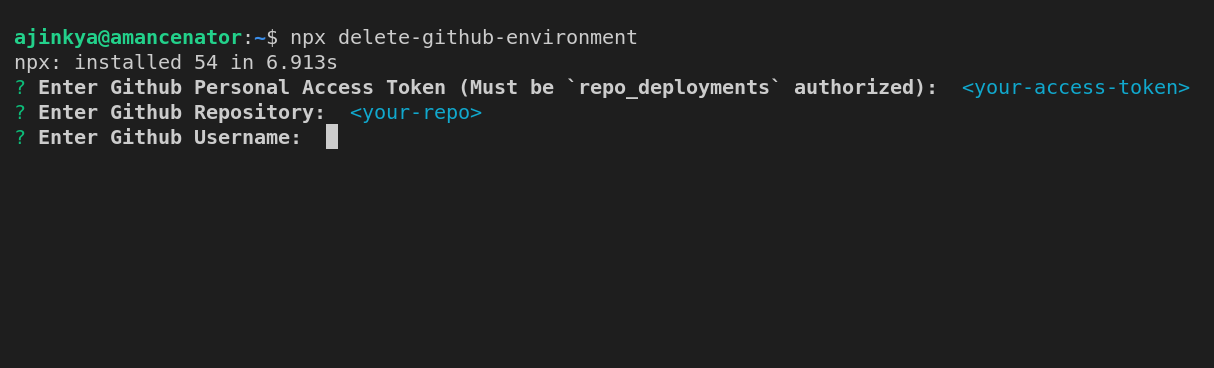 ajinkya@amancenator:~$ npx delete-github-environment
npx: installed 54 in 6.913s
? Enter Github Personal Access Token (Must be `repo_deployments` authorized):  <your-access-token>
? Enter Github Repository:  <your-repo>
? Enter Github Username: